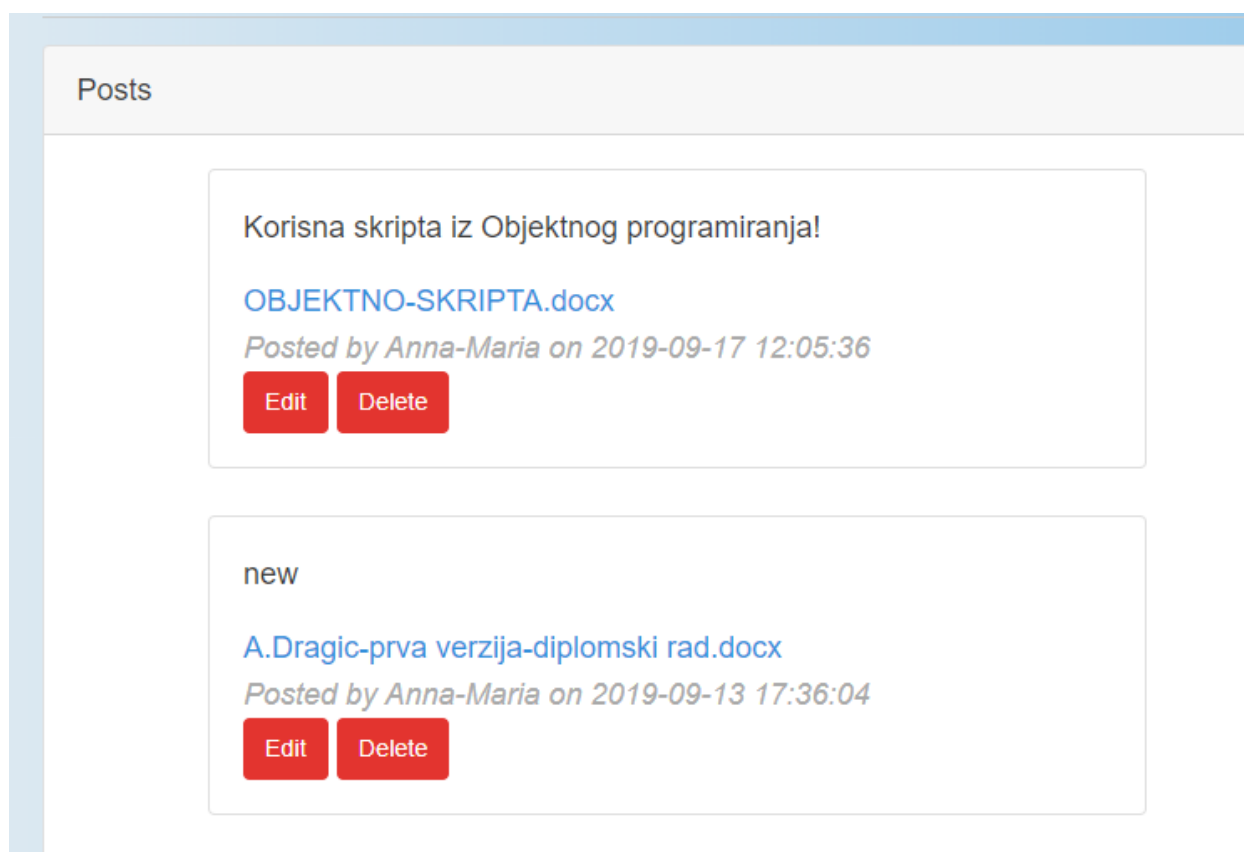 Posts
Korisna skripta iz Objektnog programiranja!
OBJEKTNO-SKRIPTA.docx
Posted by Anna-Maria on 2019-09-17 12:05:36
Edit Delete
new
A.Dragic-prva verzija-diplomski rad.docx
Posted by Anna-Maria on 2019-09-13 17:36:04
Edit Delete